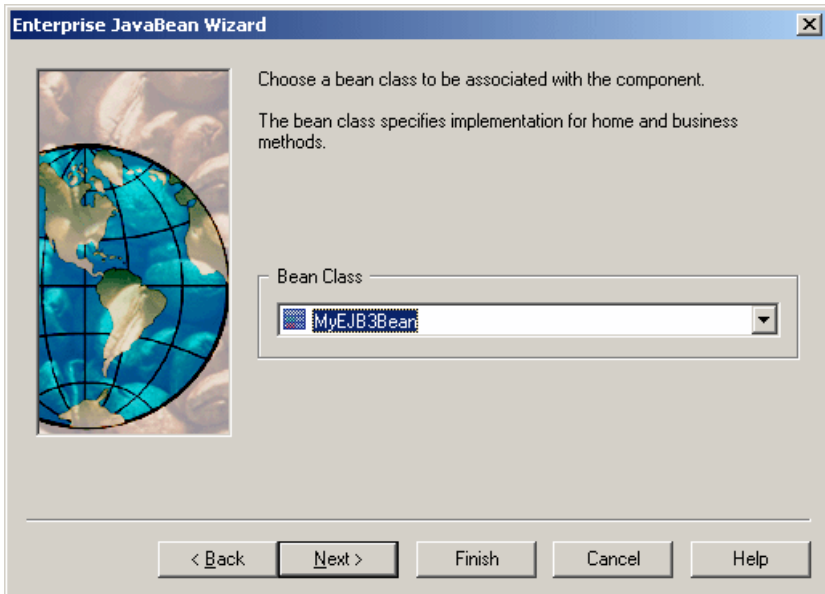 Enterprise JavaBean Wizard
Choose a bean class to be associated with the component.
The bean class specifies implementation for home and business
methods.
Bean Class
MyEJB3Bean
< Back
Next >
Finish
Cancel
Help